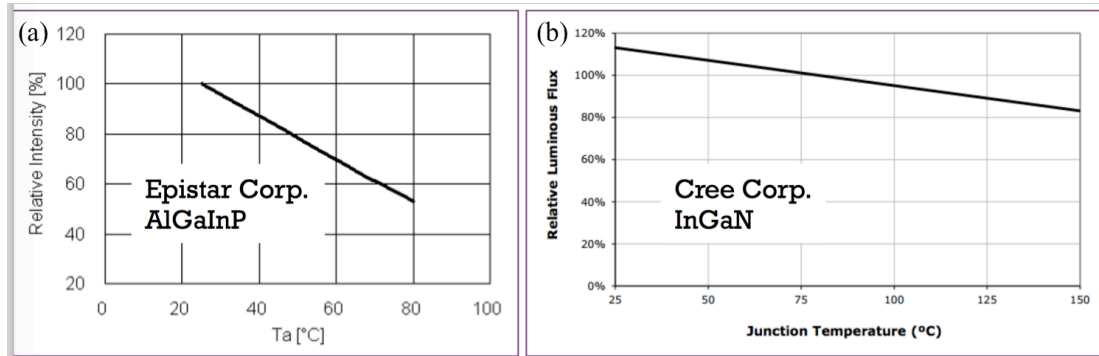 (a)
120
100
80
60
40
20
Relative Intensity [%]
Epistar Corp.
AlGaInP
0 20 40 60 80 100
Ta [°C]
(b)
120%
100%
80%
60%
40%
20%
0%
Relative Luminous Flux
Cree Corp.
InGaN
25 50 75 100 125 150
Junction Temperature (ºC)